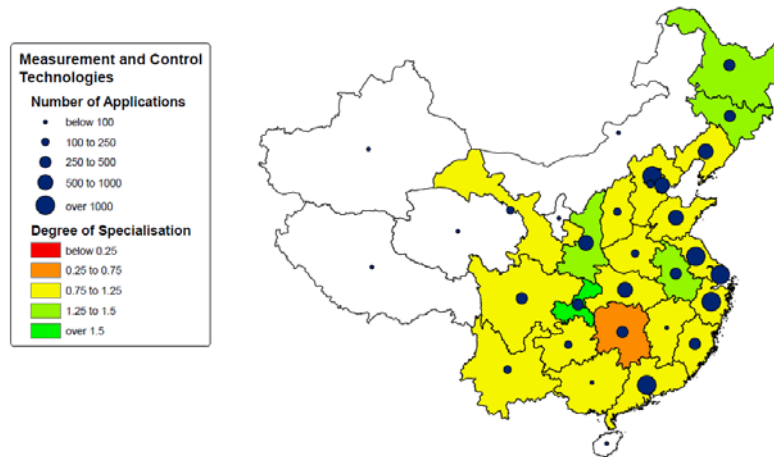 Measurement and Control
Technologies
Number of Applications
below 100
100 to 250
250 to 500
500 to 1000
over 1000
Degree of Specialisation
below 0.25
0.25 to 0.75
0.75 to 1.25
1.25 to 1.5
over 1.5